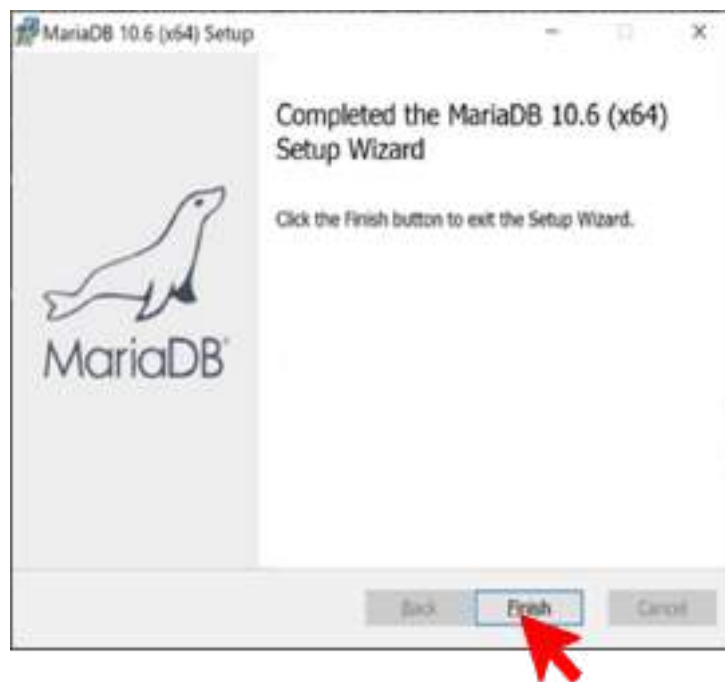 MariaDB 10.6 (x64) Setup
Completed the MariaDB 10.6 (x64)
Setup Wizard
Click the Finish button to exit the Setup Wizard.
MariaDB®
Back Finish Cancel